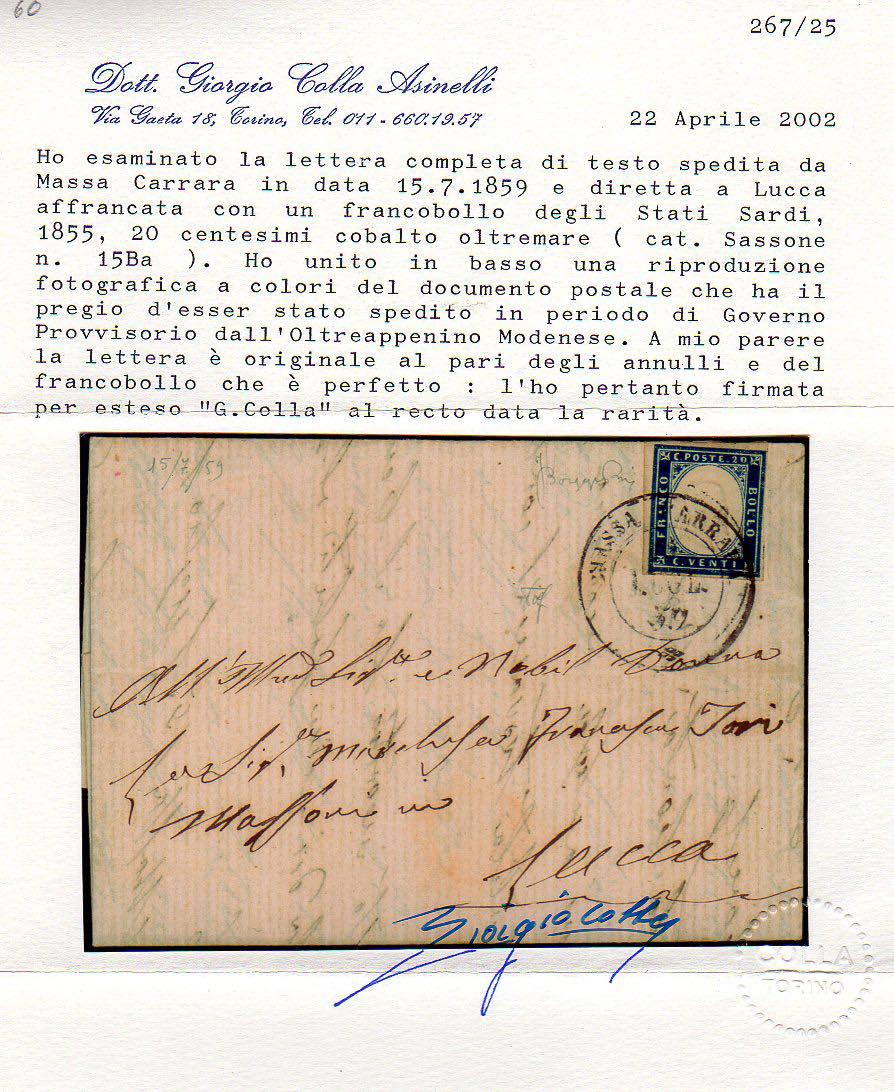 60
267/25
Dott. Giorgio Colla Asinelli
Via Gaeta 18, Torino, Tel. 011 - 660.19.57
22 Aprile 2002
Ho esaminato la lettera completa di testo spedita da
Massa Carrara in data 15.7.1859 e diretta a Lucca
affrancata con un francobollo degli Stati Sardi,
1855, 20 centesimi cobalto oltremare ( cat. Sassone
n. 15Ba ). Ho unito in basso una riproduzione
fotografica a colori del documento postale che ha il
pregio d'esser stato spedito in periodo di Governo
Provvisorio dall'Oltreappenino Modenese. A mio parere
la lettera è originale al pari degli annulli e del
francobollo che è perfetto : l'ho pertanto firmata
per esteso "G.Colla" al recto data la rarità.
15/7/59
C. POSTE. 20
FRANCO
BOLLO
C. VENTI
MASSA CARRARA
Nobil Donna
Lucca
Giorgio Colla
COLLA
TORINO